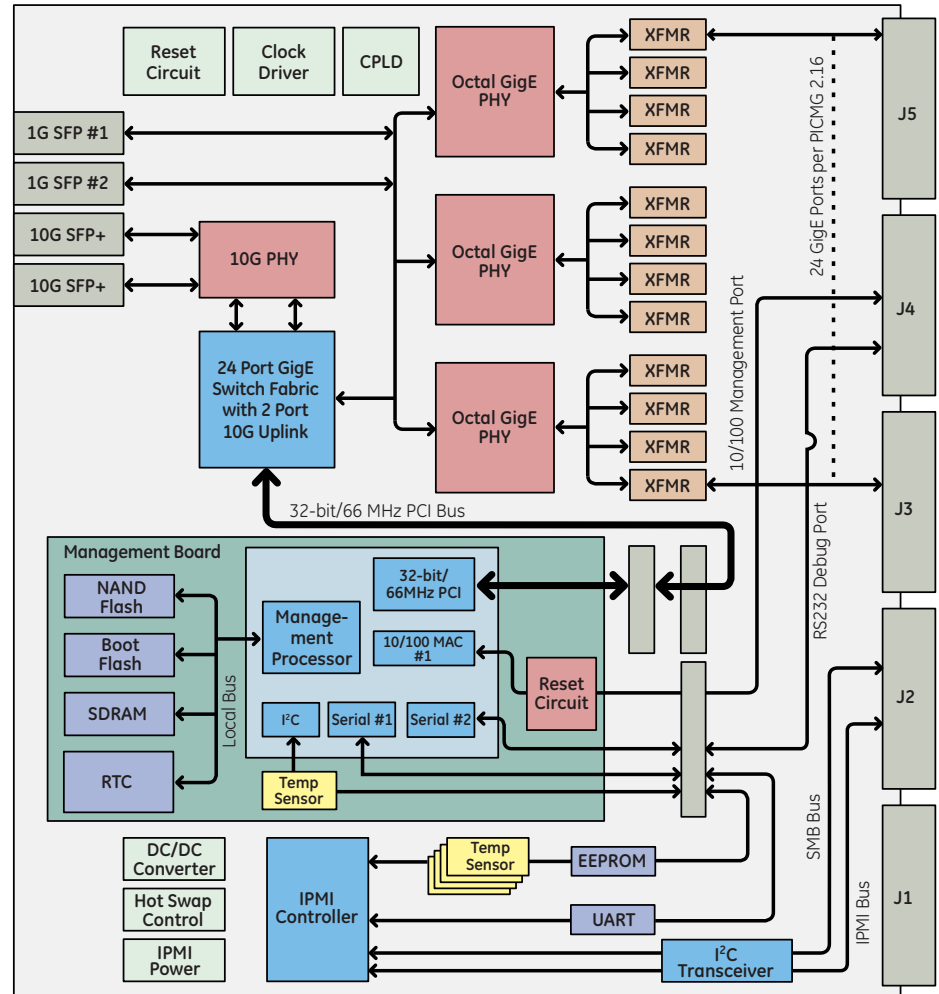 Reset
Circuit
Clock
Driver
CPLD
Octal GigE
PHY
XFMR
XFMR
XFMR
XFMR
24 GigE Ports per PICMG 2.16
J5
1G SFP #1
1G SFP #2
10G SFP+
10G SFP+
10G PHY
Octal GigE
PHY
XFMR
XFMR
XFMR
XFMR
J4
24 Port GigE
Switch Fabric
with 2 Port
10G Uplink
Octal GigE
PHY
XFMR
XFMR
XFMR
XFMR
10/100 Management Port
RS232 Debug Port
J3
32-bit/66 MHz PCI Bus
Management Board
NAND
Flash
Boot
Flash
SDRAM
RTC
Local Bus
Manage-
ment
Processor
32-bit/
66MHz PCI
10/100 MAC
#1
Reset
Circuit
I²C
Serial #1
Serial #2
Temp
Sensor
J2
SMB Bus
IPMI Bus
J1
DC/DC
Converter
Hot Swap
Control
IPMI
Power
IPMI
Controller
Temp
Sensor
EEPROM
UART
I²C
Transceiver